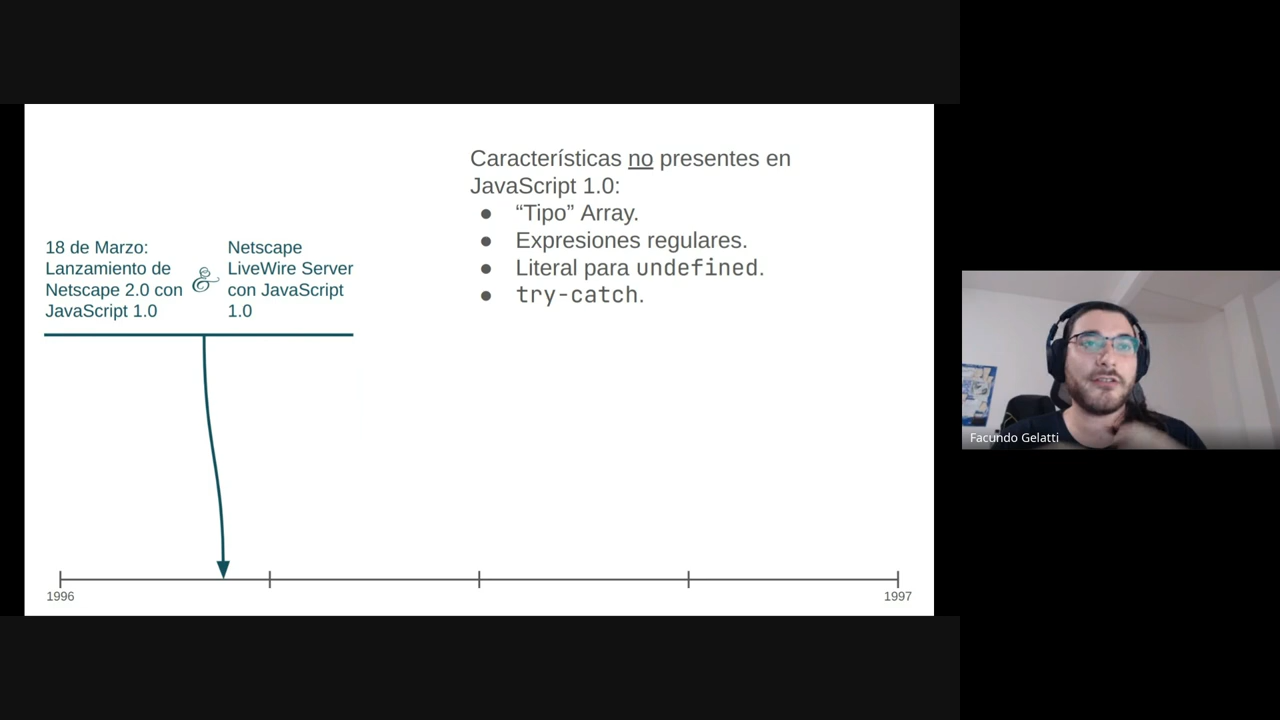 Características no presentes en
JavaScript 1.0:
● “Tipo” Array.
● Expresiones regulares.
● Literal para undefined.
● try-catch.
18 de Marzo:
Lanzamiento de
Netscape 2.0 con
JavaScript 1.0
&
Netscape
LiveWire Server
con JavaScript
1.0
1996
1997
Facundo Gelatti